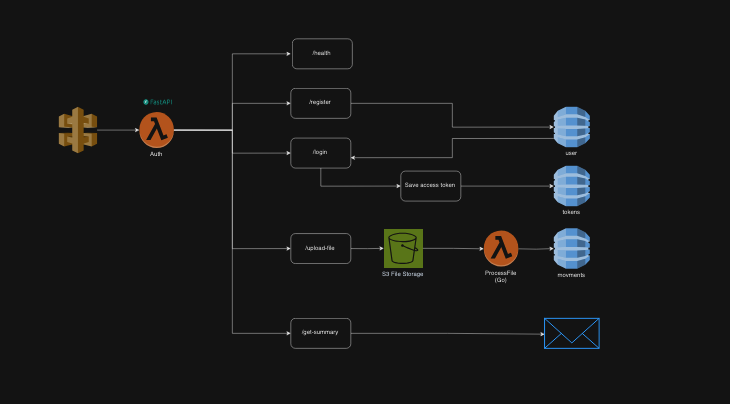 /health
FastAPI
/register
Auth
/login
user
Save access token
tokens
/upload-file
S3 File Storage
ProcessFile
(Go)
movments
/get-summary